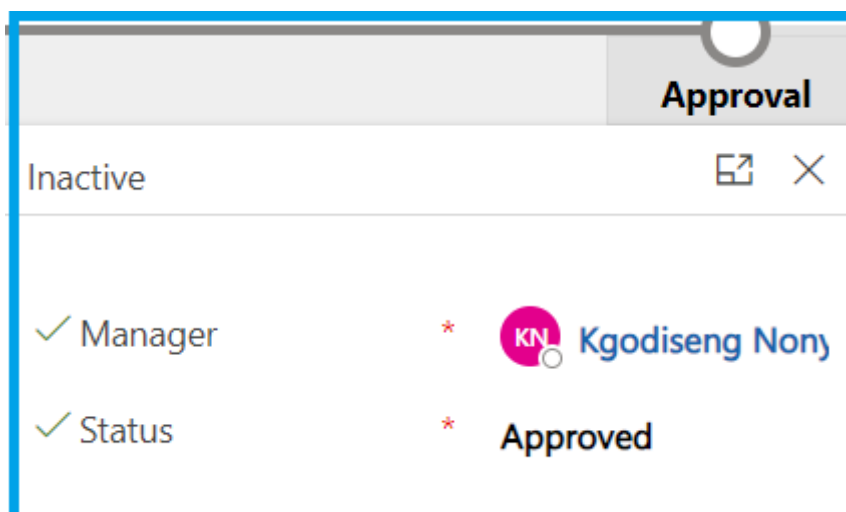 Approval
Inactive
Manager * KN Kgodiseng Nony
Status * Approved